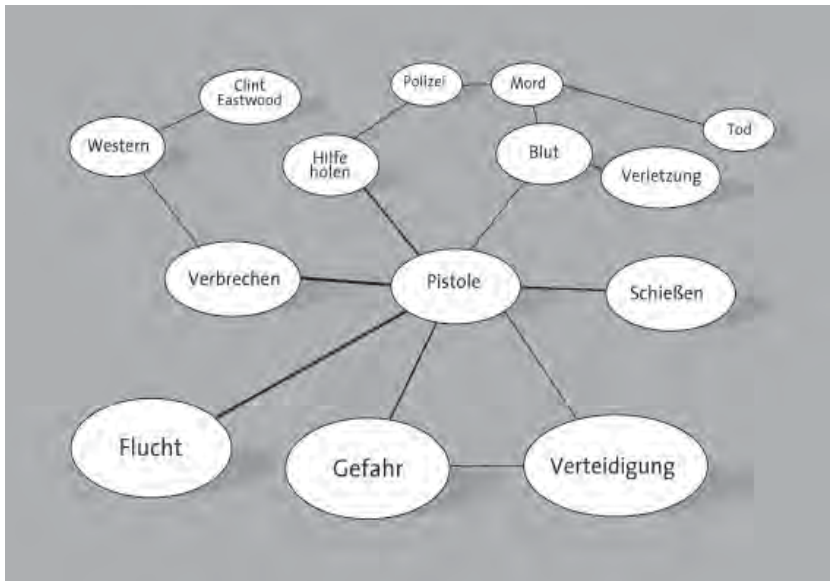 Clint
Eastwood
Polizei
Mord
Tod
Western
Hilfe
holen
Blut
Verletzung
Verbrechen
Pistole
Schießen
Flucht
Gefahr
Verteidigung